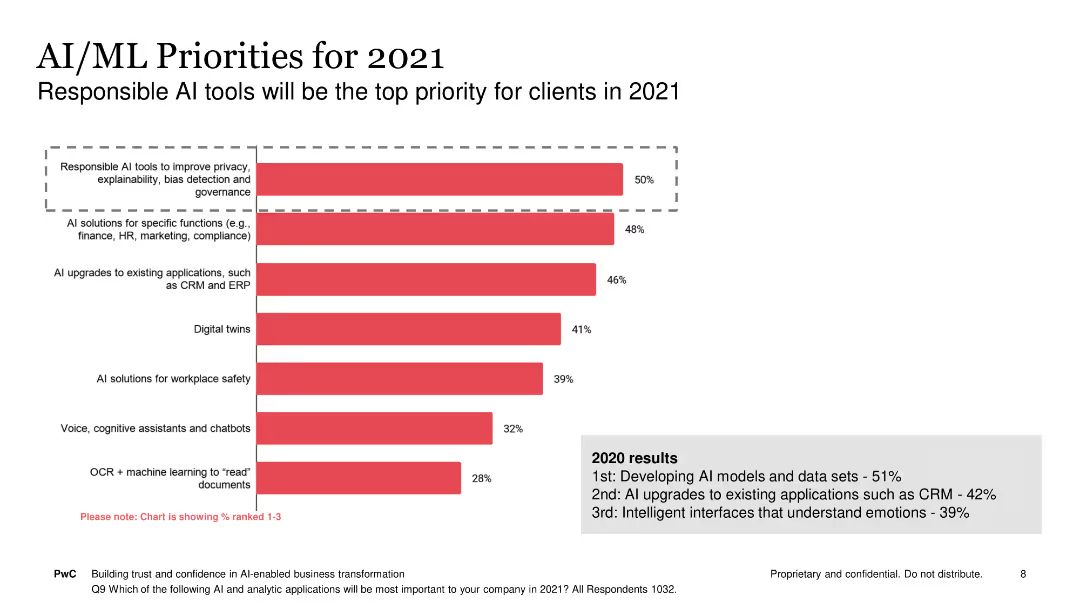 AI/ML Priorities for 2021
Responsible AI tools will be the top priority for clients in 2021
Responsible AI tools to improve privacy,
explainability, bias detection and
governance
50%
AI solutions for specific functions (e.g.,
finance, HR, marketing, compliance)
48%
AI upgrades to existing applications, such
as CRM and ERP
46%
Digital twins
41%
AI solutions for workplace safety
39%
Voice, cognitive assistants and chatbots
32%
OCR + machine learning to “read”
documents
28%
Please note: Chart is showing % ranked 1-3
2020 results
1st: Developing AI models and data sets - 51%
2nd: AI upgrades to existing applications such as CRM - 42%
3rd: Intelligent interfaces that understand emotions - 39%
PwC Building trust and confidence in AI-enabled business transformation
Proprietary and confidential. Do not distribute. 8
Q9 Which of the following AI and analytic applications will be most important to your company in 2021? All Respondents 1032.